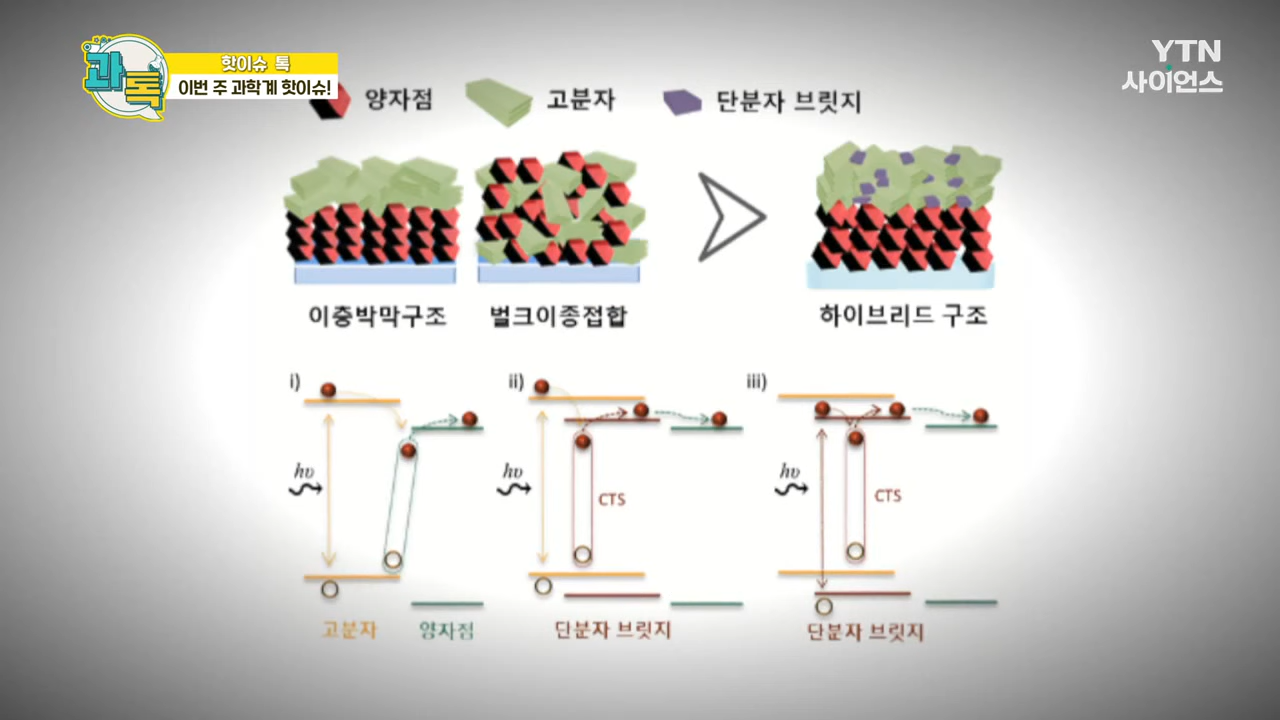 과톡
핫이슈 톡
이번 주 과학계 핫이슈!
YTN
사이언스
양자점
고분자
단분자 브릿지
이중박막구조
벌크이종접합
하이브리드 구조
i)
ii)
iii)
hυ
hυ
CTS
hυ
CTS
고분자
양자점
단분자 브릿지
단분자 브릿지